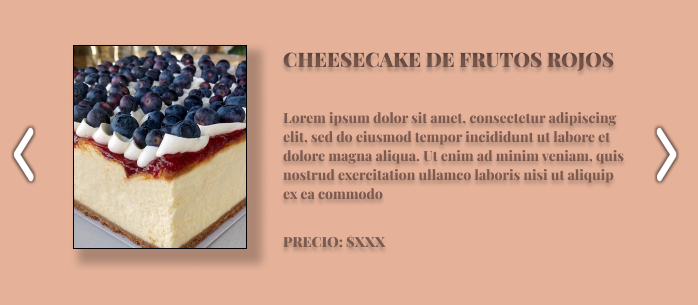 CHEESECAKE DE FRUTOS ROJOS
Lorem ipsum dolor sit amet, consectetur adipiscing
elit, sed do eiusmod tempor incididunt ut labore et
dolore magna aliqua. Ut enim ad minim veniam, quis
nostrud exercitation ullamco laboris nisi ut aliquip
ex ea commodo
PRECIO: $XXX